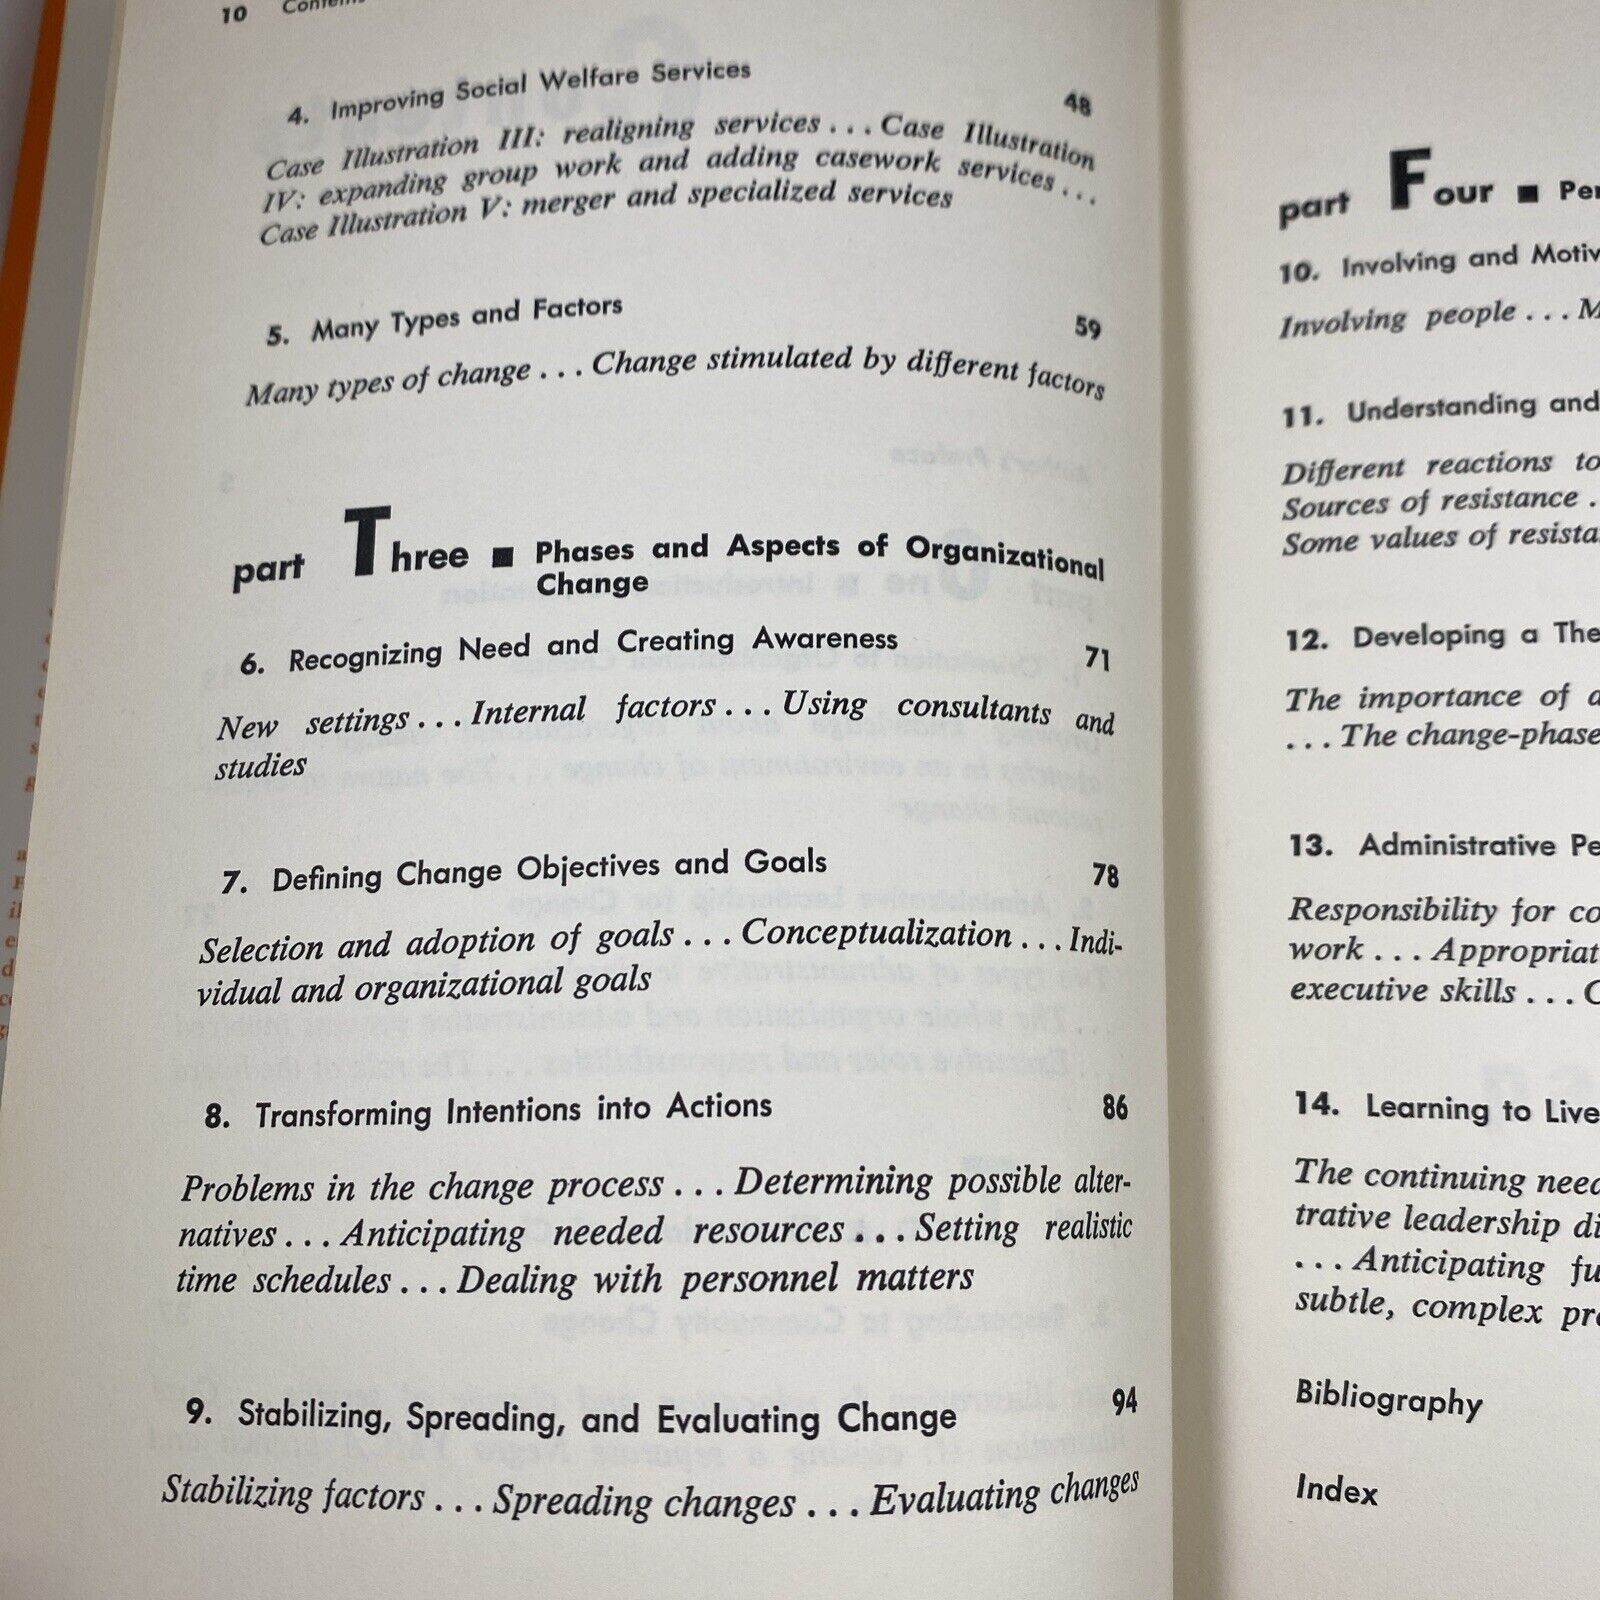 10 Contents
4. Improving Social Welfare Services 48
Case Illustration III: realigning services . . . Case Illustration
IV: expanding group work and adding casework services . . .
Case Illustration V: merger and specialized services
5. Many Types and Factors 59
Many types of change . . . Change stimulated by different factors
part Three ■ Phases and Aspects of Organizational
Change
6. Recognizing Need and Creating Awareness 71
New settings . . . Internal factors . . . Using consultants and
studies
7. Defining Change Objectives and Goals 78
Selection and adoption of goals . . . Conceptualization . . . Indi-
vidual and organizational goals
8. Transforming Intentions into Actions 86
Problems in the change process . . . Determining possible alter-
natives . . . Anticipating needed resources . . . Setting realistic
time schedules . . . Dealing with personnel matters
9. Stabilizing, Spreading, and Evaluating Change 94
Stabilizing factors . . . Spreading changes . . . Evaluating changes
part Four ■
10. Involving and
Involving people . . .
11. Understanding and
Different reactions to
Sources of resistance .
Some values of
12. Developing a
The importance of
. . . The change-phase
13. Administrative
Responsibility for
work . . .
executive skills . . .
14. Learning to Live
The continuing
trative leadership
. . . Anticipating
subtle, complex
Bibliography
Index